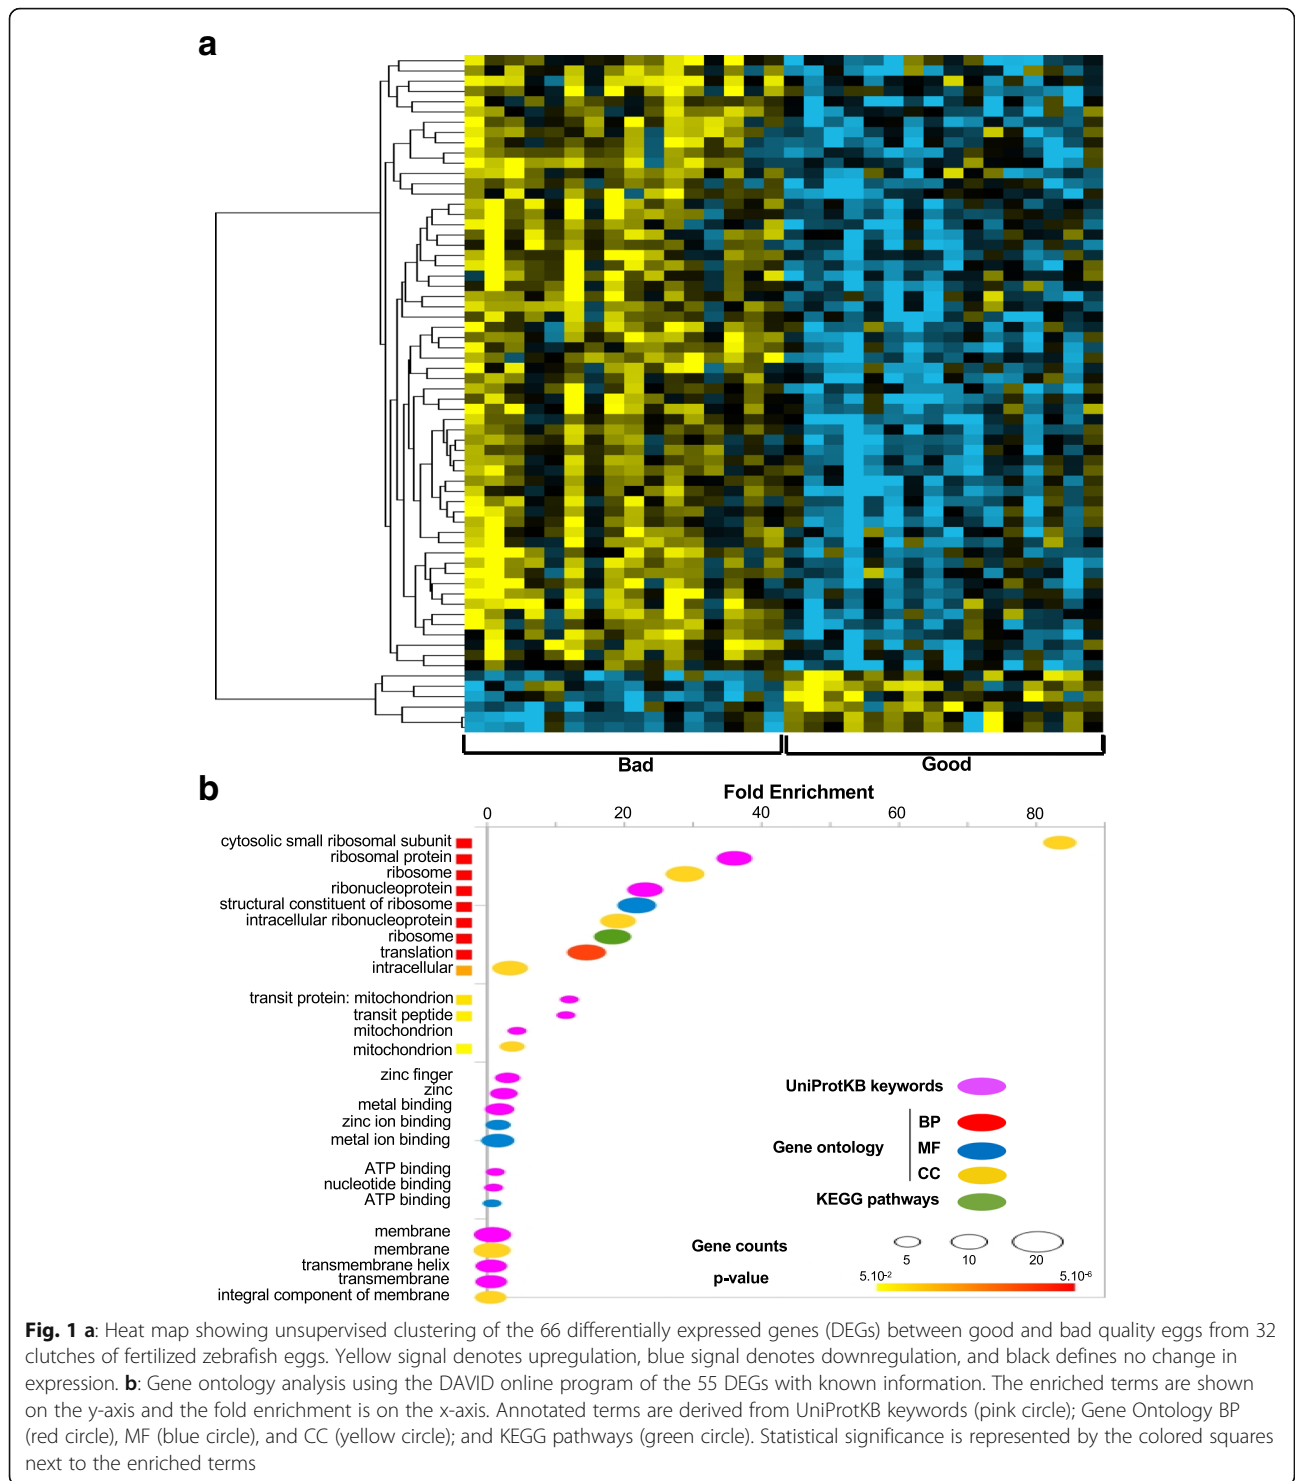 a
Bad
Good
b
Fold Enrichment
0
20
40
60
80
cytosolic small ribosomal subunit
ribosomal protein
ribosome
ribonucleoprotein
structural constituent of ribosome
intracellular ribonucleoprotein
ribosome
translation
intracellular
transit protein: mitochondrion
transit peptide
mitochondrion
mitochondrion
zinc finger
zinc
metal binding
zinc ion binding
metal ion binding
ATP binding
nucleotide binding
ATP binding
membrane
membrane
transmembrane helix
transmembrane
integral component of membrane
UniProtKB keywords
BP
Gene ontology
MF
CC
KEGG pathways
Gene counts
5
10
20
p-value
5.10⁻²
5.10⁻⁶
Fig. 1 a: Heat map showing unsupervised clustering of the 66 differentially expressed genes (DEGs) between good and bad quality eggs from 32
clutches of fertilized zebrafish eggs. Yellow signal denotes upregulation, blue signal denotes downregulation, and black defines no change in
expression. b: Gene ontology analysis using the DAVID online program of the 55 DEGs with known information. The enriched terms are shown
on the y-axis and the fold enrichment is on the x-axis. Annotated terms are derived from UniProtKB keywords (pink circle); Gene Ontology BP
(red circle), MF (blue circle), and CC (yellow circle); and KEGG pathways (green circle). Statistical significance is represented by the colored squares
next to the enriched terms